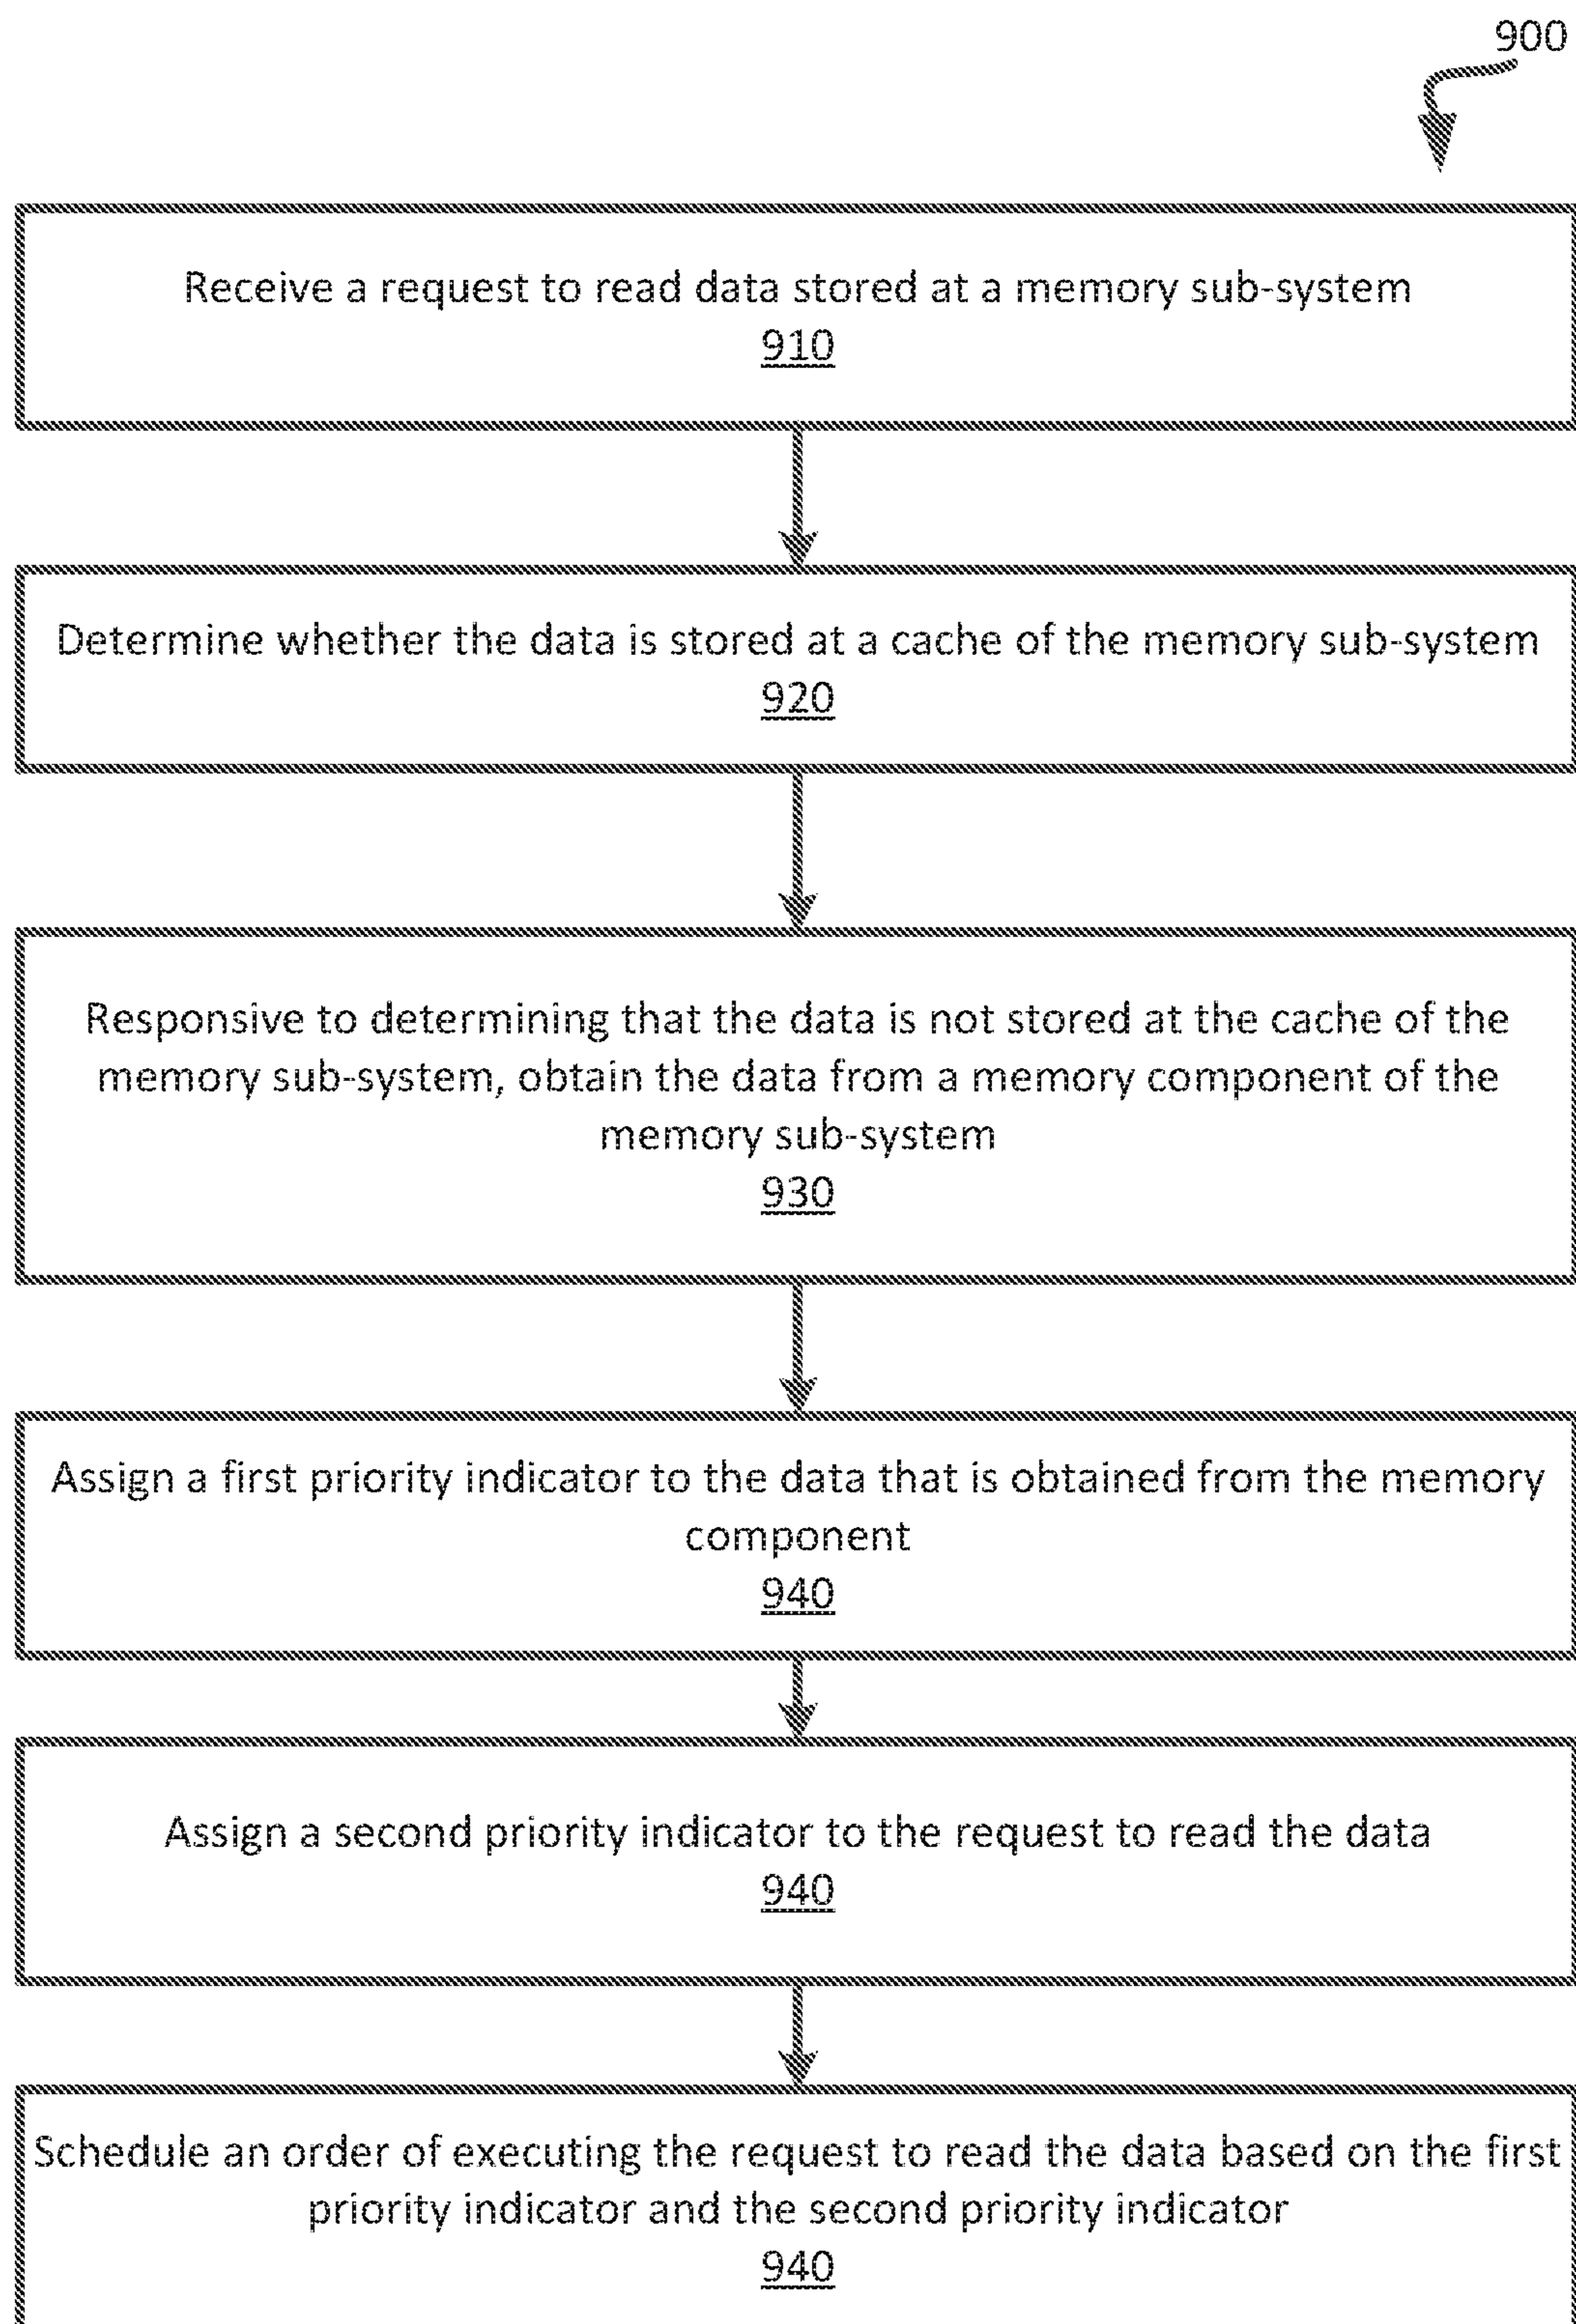 900
Receive a request to read data stored at a memory sub-system
910
Determine whether the data is stored at a cache of the memory sub-system
920
Responsive to determining that the data is not stored at the cache of the
memory sub-system, obtain the data from a memory component of the
memory sub-system
930
Assign a first priority indicator to the data that is obtained from the memory
component
940
Assign a second priority indicator to the request to read the data
940
Schedule an order of executing the request to read the data based on the first
priority indicator and the second priority indicator
940